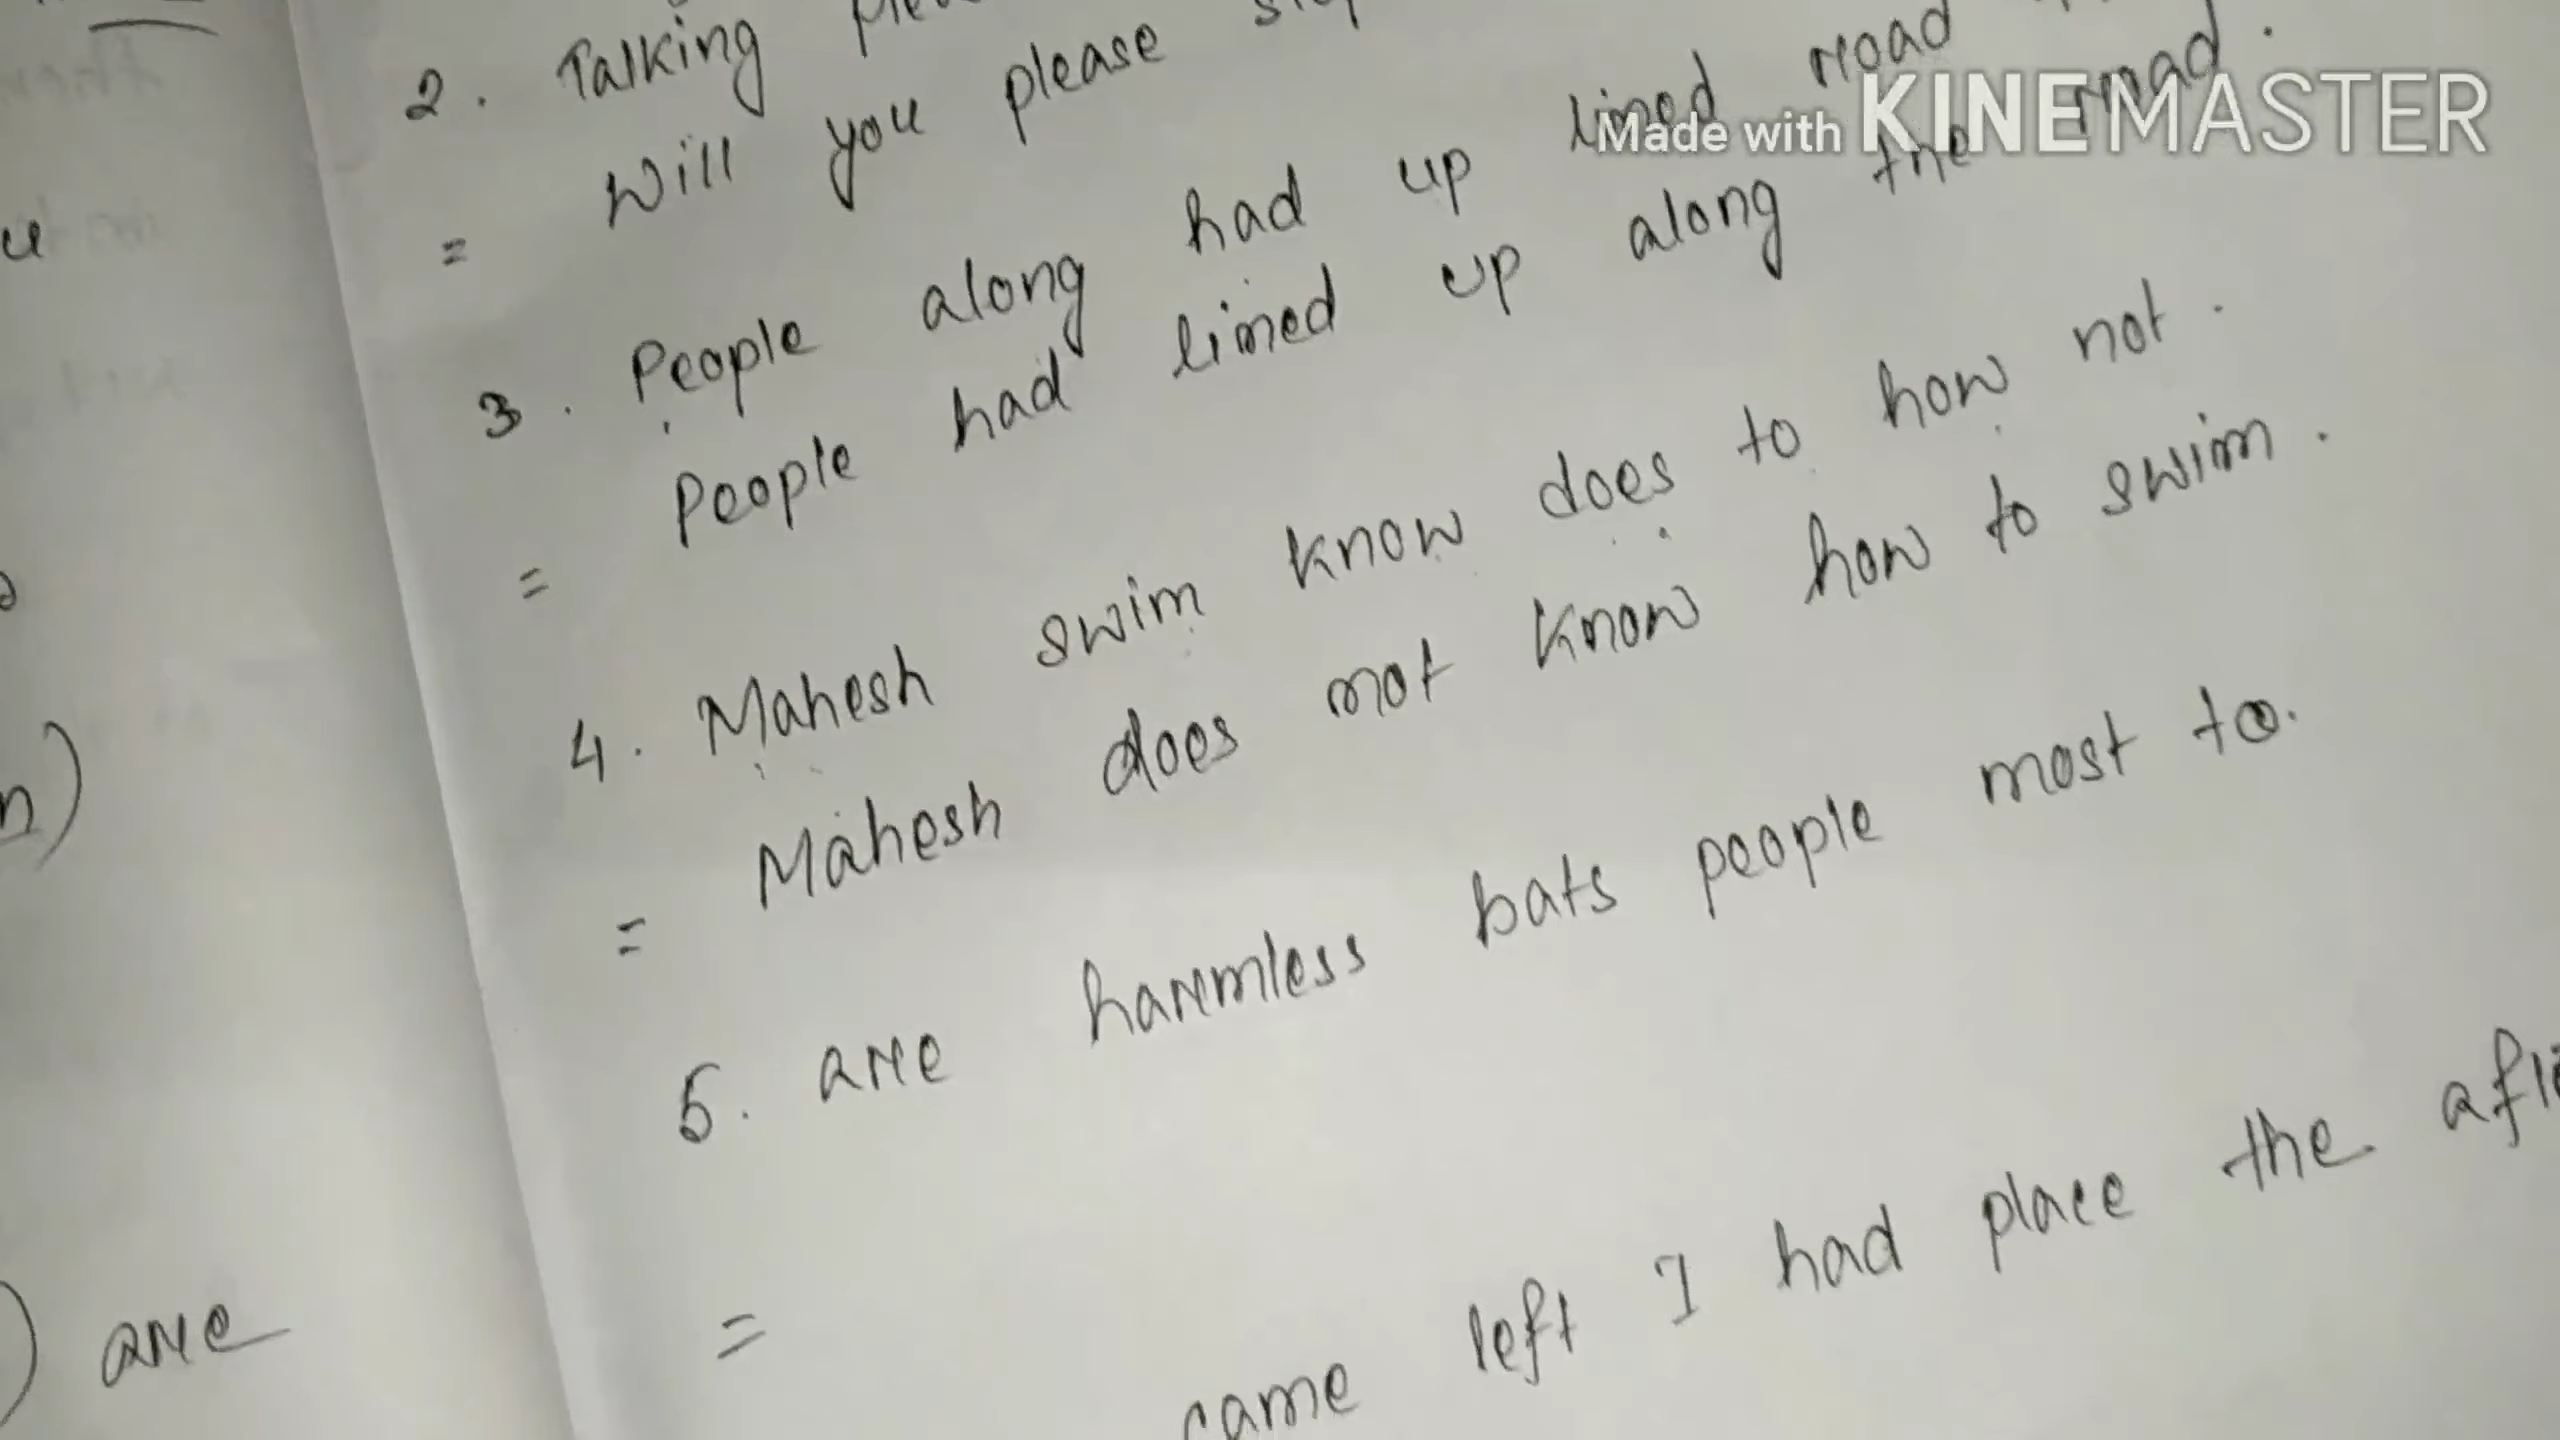 2. Talking
= Will you please
3. People along had up lined road
= People had lined up along the road.
4. Mahesh swim know does to how not.
= Mahesh does not know how to swim.
5. are harmless bats people most to.
=
came left I had place the
are
Made with KINEMASTER